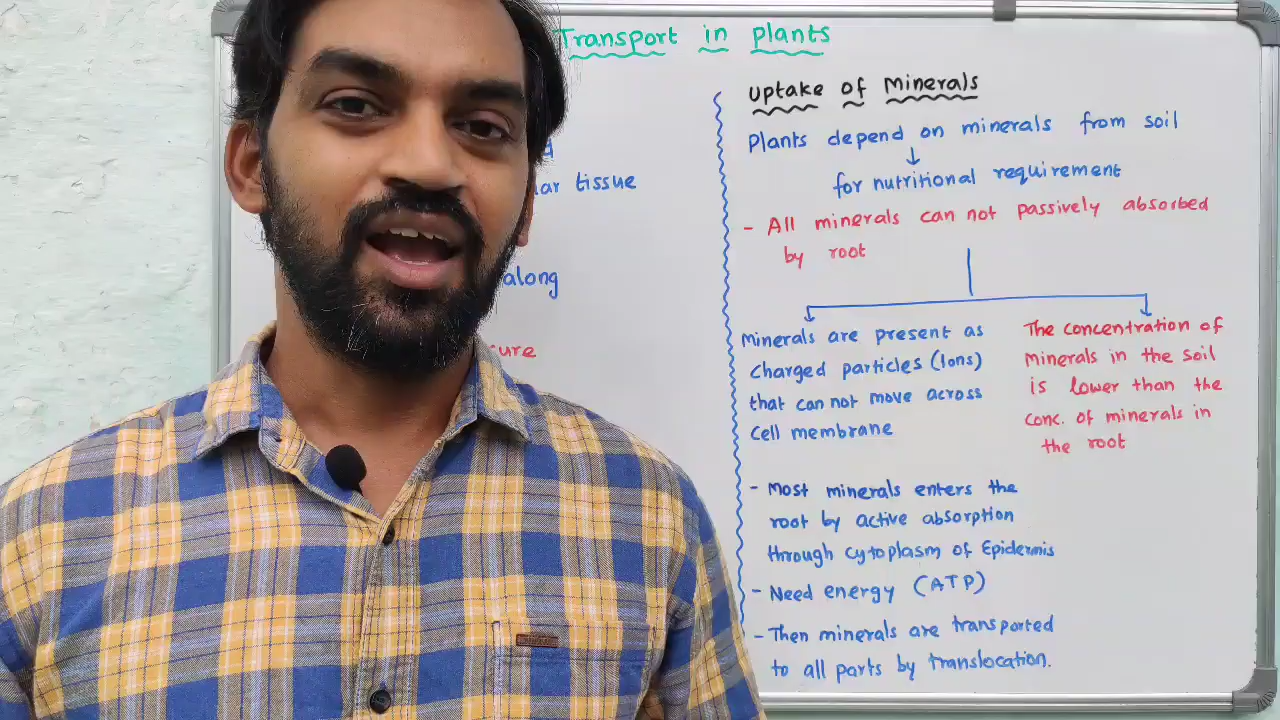 Transport in plants
uptake of Minerals
Plants depend on minerals from soil
for nutritional requirement
- All minerals can not passively absorbed
by root
tissue
along
Minerals are present as
charged particles (Ions)
that can not move across
Cell membrane
The concentration of
minerals in the soil
is lower than the
conc. of minerals in
the root
- Most minerals enters the
root by active absorption
through cytoplasm of Epidermis
- Need energy (ATP)
- Then minerals are transported
to all parts by translocation.